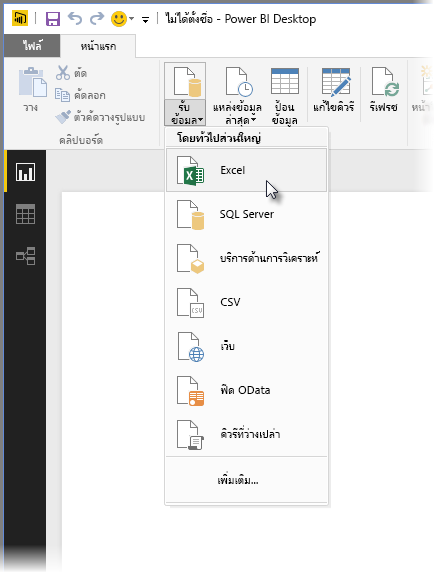 ไม่ได้ตั้งชื่อ - Power BI Desktop
ไฟล์
หน้าแรก
วาง
ตัด
คัดลอก
ตัวคัดวางรูปแบบ
คลิปบอร์ด
รับ
ข้อมูล
แหล่งข้อมูล
ล่าสุด
ป้อน
ข้อมูล
แก้ไขคิวรี
รีเฟรช
หน้า
โดยทั่วไปส่วนใหญ่
Excel
SQL Server
บริการด้านการวิเคราะห์
CSV
เว็บ
ฟีด OData
คิวรีที่ว่างเปล่า
เพิ่มเติม...